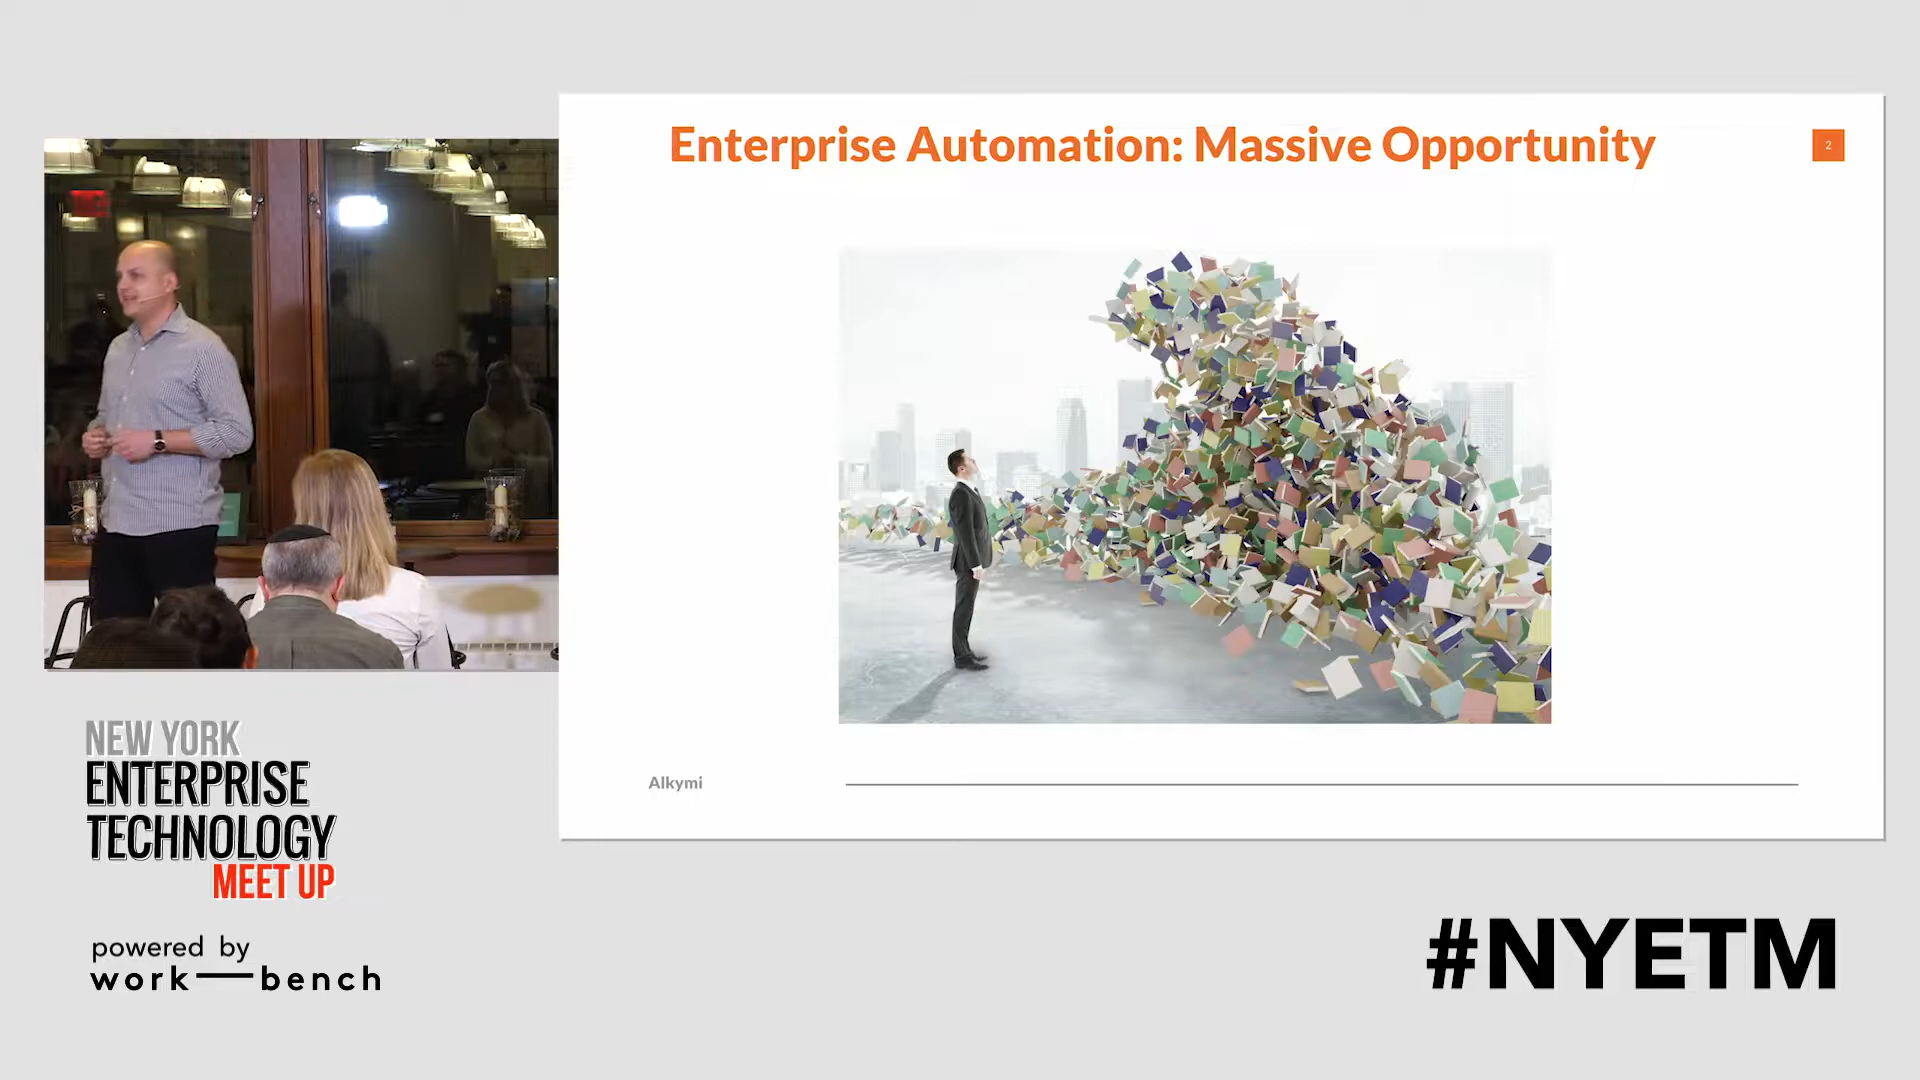 Enterprise Automation: Massive Opportunity
2
Alkymi
NEW YORK
ENTERPRISE
TECHNOLOGY
MEET UP
powered by
work—bench
#NYETM